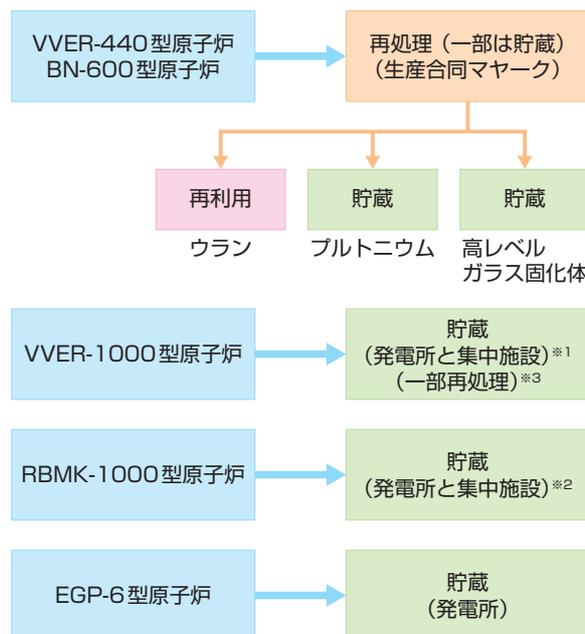 VVER-440型原子炉
BN-600型原子炉
再処理（一部は貯蔵）
（生産合同マヤーク）
再利用
貯蔵
貯蔵
ウラン
プルトニウム
高レベル
ガラス固化体
VVER-1000型原子炉
貯蔵
（発電所と集中施設）※1
（一部再処理）※3
RBMK-1000型原子炉
貯蔵
（発電所と集中施設）※2
EGP-6型原子炉
貯蔵
（発電所）